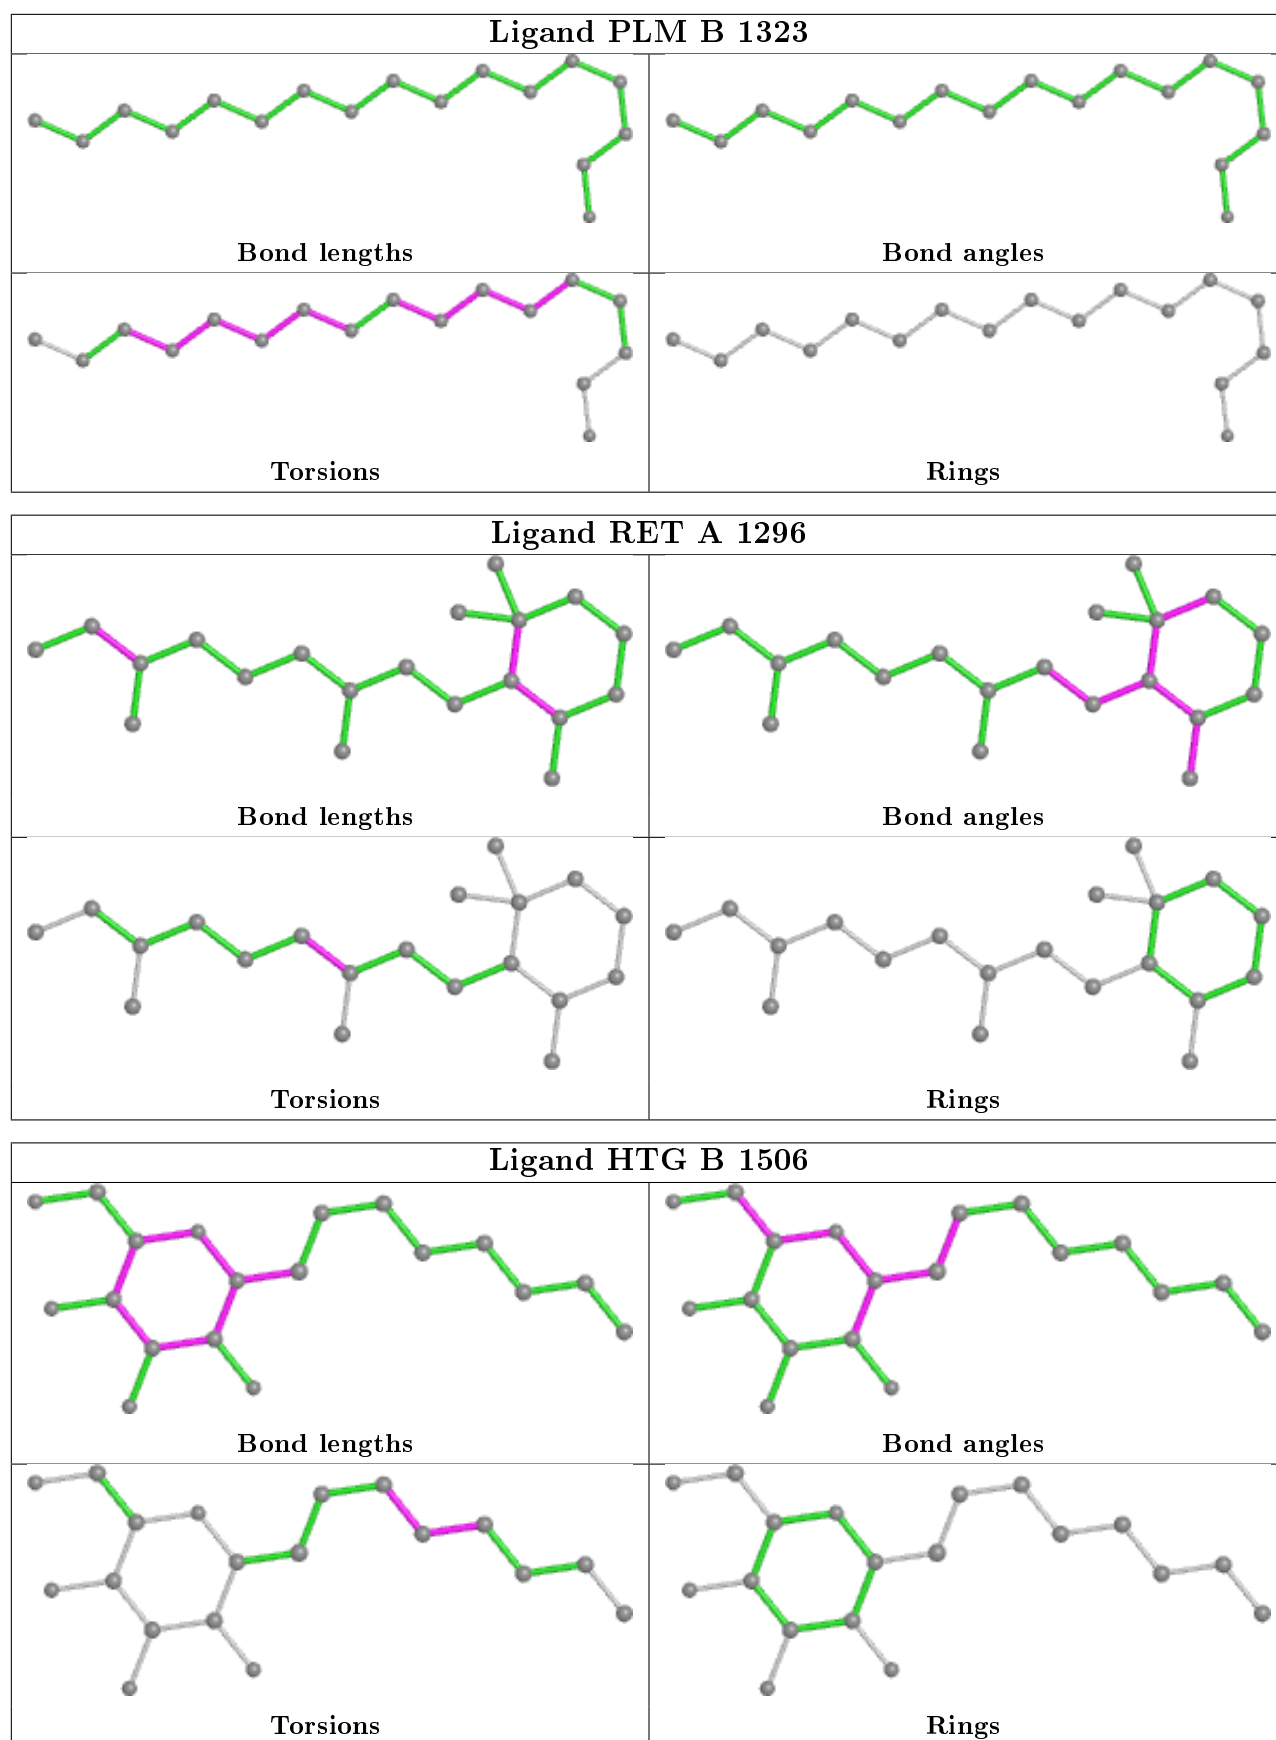 Ligand PLM B 1323
Bond lengths
Bond angles
Torsions
Rings
Ligand RET A 1296
Bond lengths
Bond angles
Torsions
Rings
Ligand HTG B 1506
Bond lengths
Bond angles
Torsions
Rings